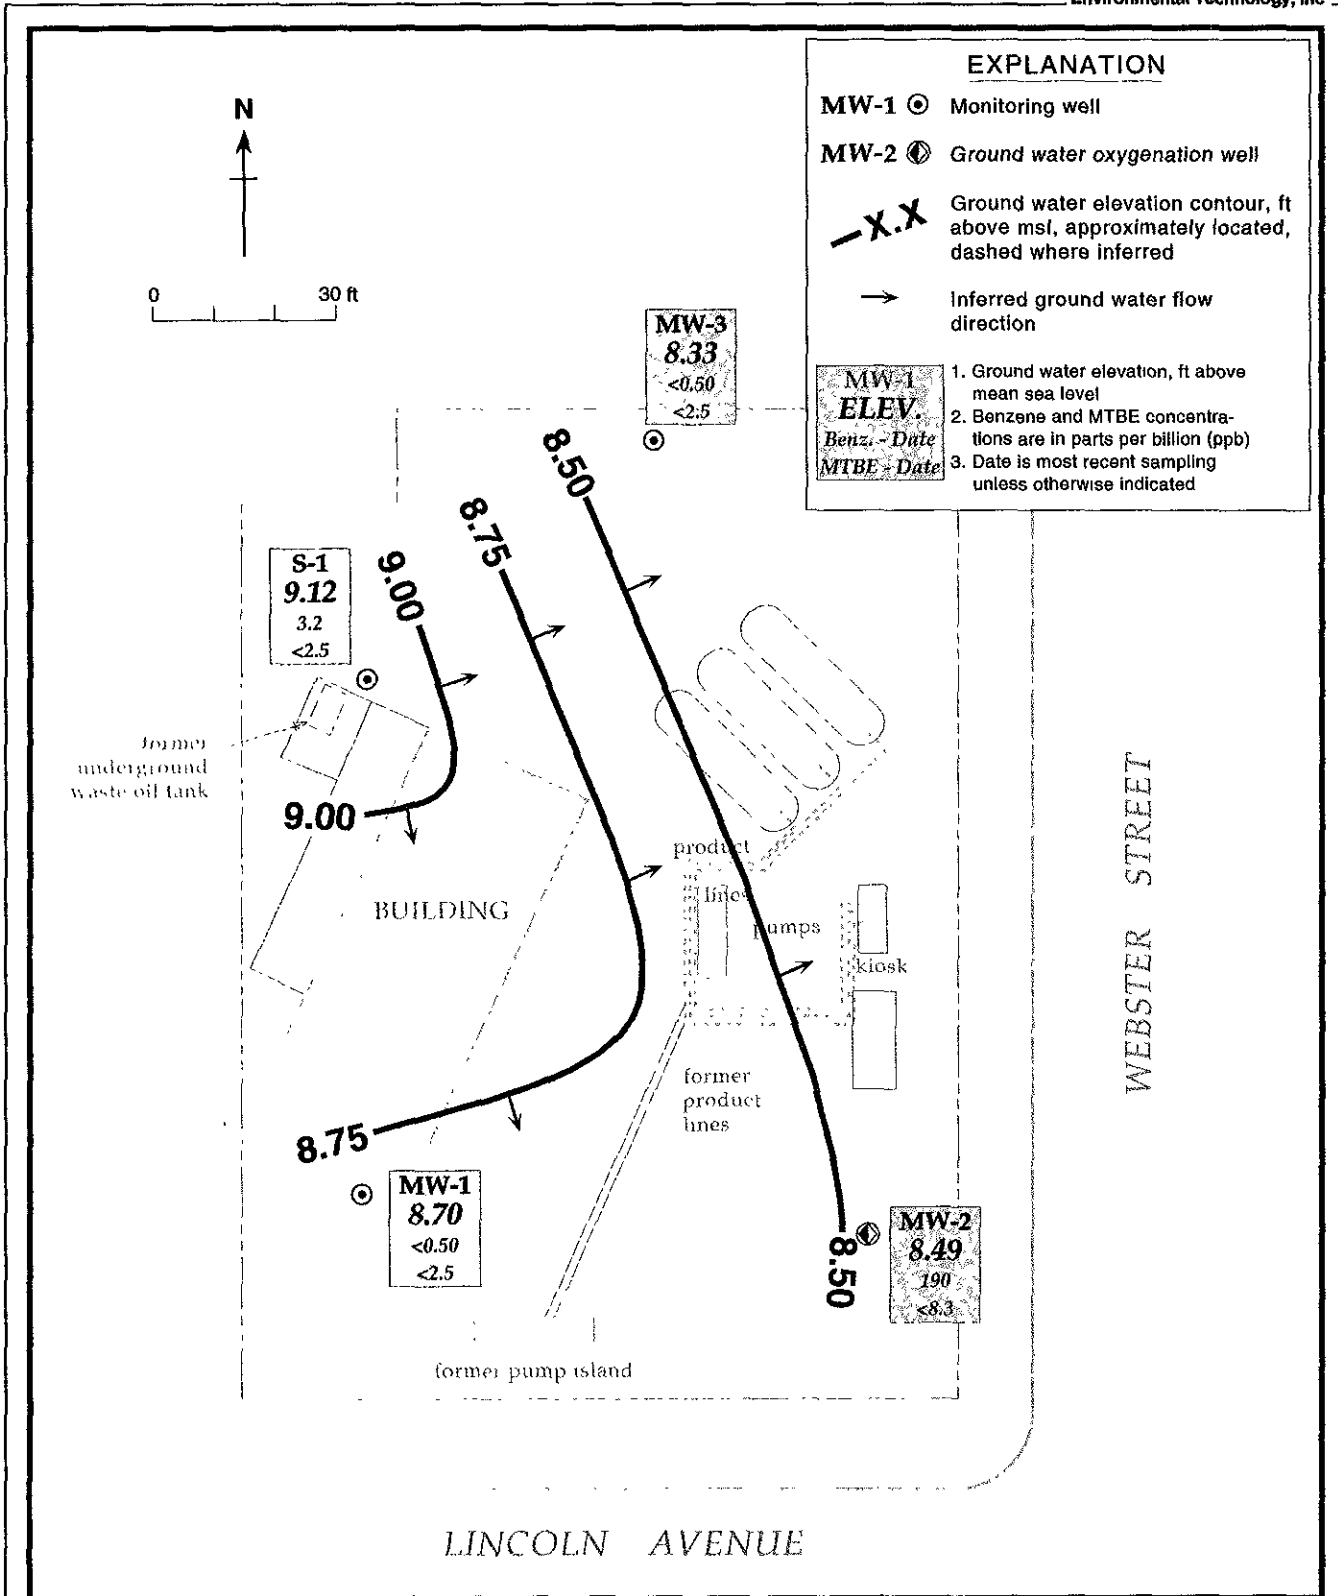 Environmental Technology, Inc
EXPLANATION
MW-1 Monitoring well
MW-2 Ground water oxygenation well
X.X Ground water elevation contour, ft
above msl, approximately located,
dashed where inferred
Inferred ground water flow
direction
MW-1
ELEV.
Benz. - Date
MTBE - Date
1. Ground water elevation, ft above
mean sea level
2. Benzene and MTBE concentra-
tions are in parts per billion (ppb)
3. Date is most recent sampling
unless otherwise indicated
N
0 30 ft
MW-3
8.33
<0.50
<2.5
8.50
8.75
9.00
S-1
9.12
3.2
<2.5
former
underground
waste oil tank
9.00
product
lines
BUILDING
pumps
kiosk
WEBSTER STREET
former
product
lines
8.75
MW-1
8.70
<0.50
<2.5
MW-2
8.49
190
<8.3
8.50
former pump island
LINCOLN AVENUE